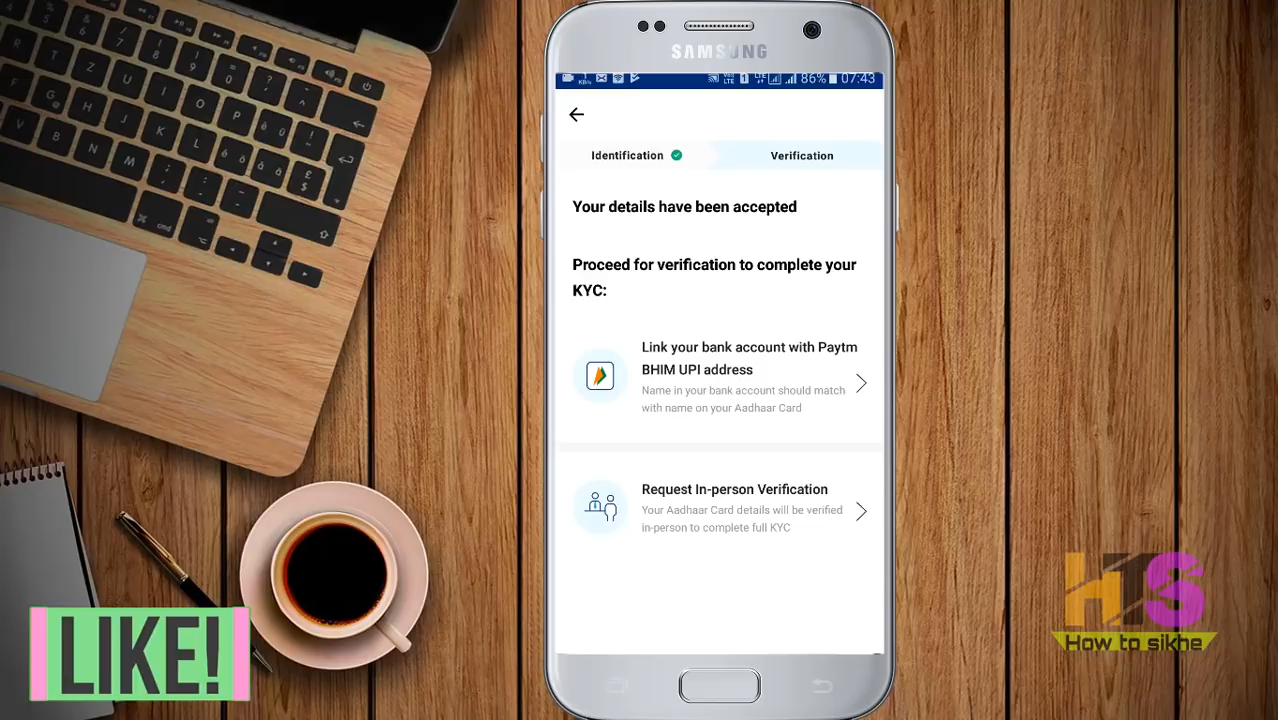 SAMSUNG
86% 07:43
Identification
Verification
Your details have been accepted
Proceed for verification to complete your
KYC:
Link your bank account with Paytm
BHIM UPI address
Name in your bank account should match
with name on your Aadhaar Card
Request In-person Verification
Your Aadhaar Card details will be verified
in-person to complete full KYC
LIKE!
HTS
How to sikhe